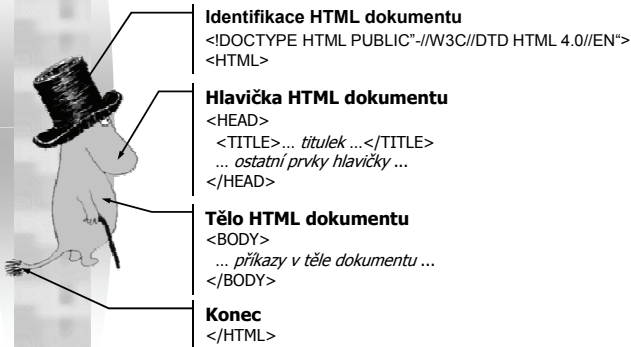 Identifikace HTML dokumentu
<!DOCTYPE HTML PUBLIC"-//W3C//DTD HTML 4.0//EN“>
<HTML>
Hlavička HTML dokumentu
<HEAD>
<TITLE>... titulek ...</TITLE>
... ostatní prvky hlavičky ...
</HEAD>
Tělo HTML dokumentu
<BODY>
... příkazy v těle dokumentu ...
</BODY>
Konec
</HTML>